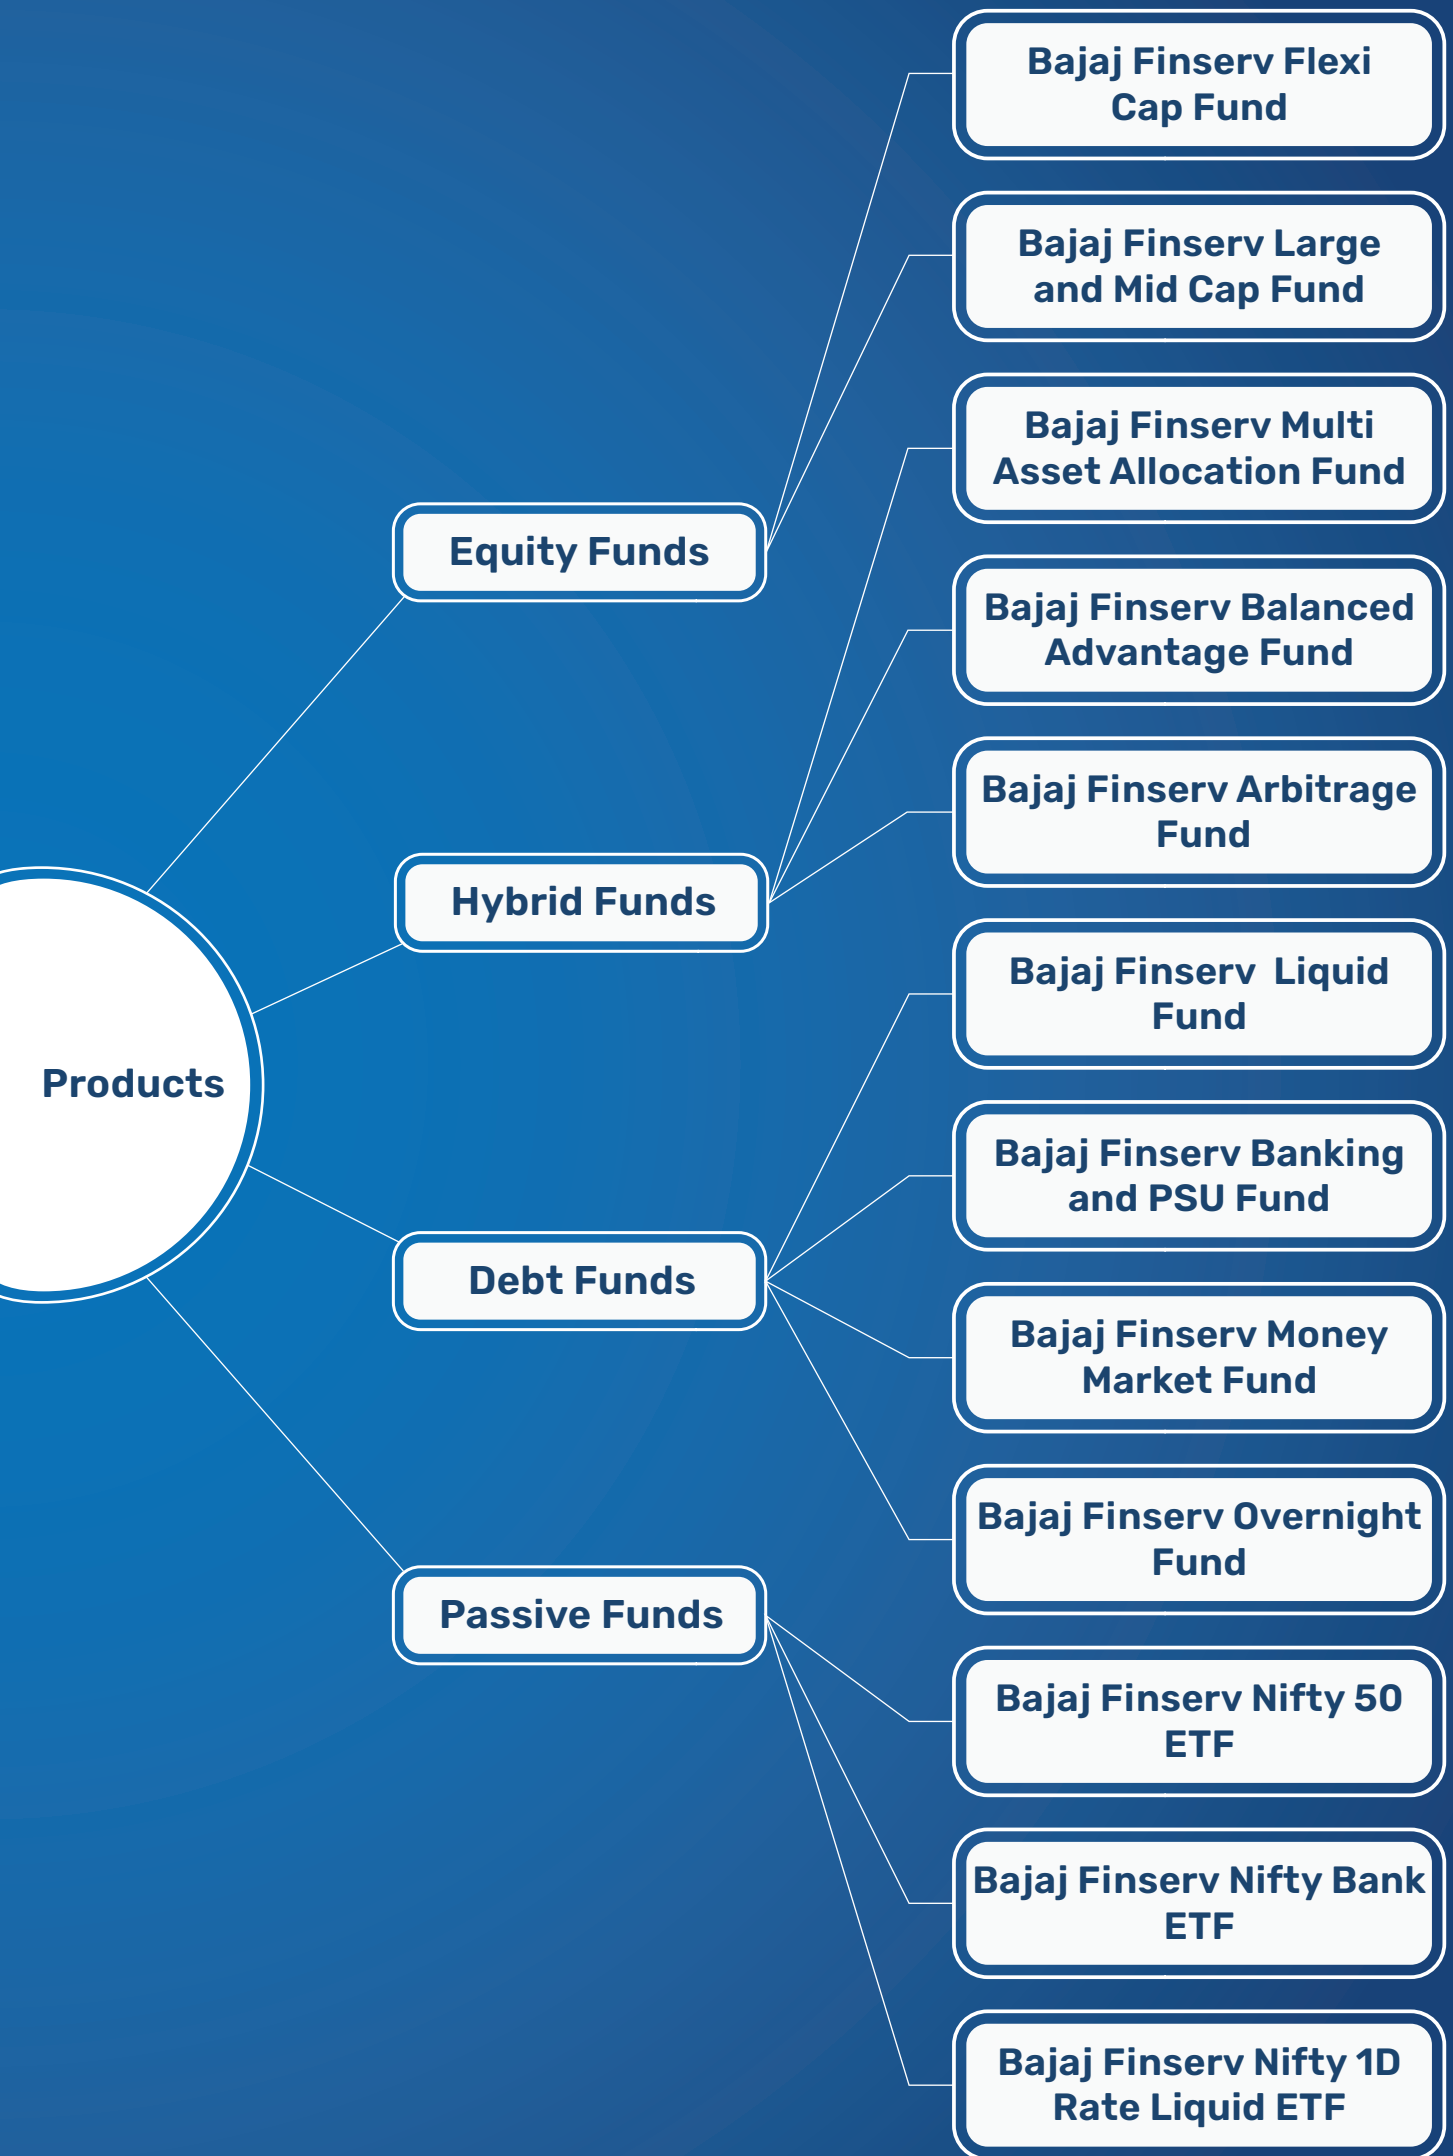 Products
Equity Funds
Bajaj Finserv Flexi
Cap Fund
Bajaj Finserv Large
and Mid Cap Fund
Hybrid Funds
Bajaj Finserv Multi
Asset Allocation Fund
Bajaj Finserv Balanced
Advantage Fund
Bajaj Finserv Arbitrage
Fund
Debt Funds
Bajaj Finserv Liquid
Fund
Bajaj Finserv Banking
and PSU Fund
Bajaj Finserv Money
Market Fund
Bajaj Finserv Overnight
Fund
Passive Funds
Bajaj Finserv Nifty 50
ETF
Bajaj Finserv Nifty Bank
ETF
Bajaj Finserv Nifty 1D
Rate Liquid ETF